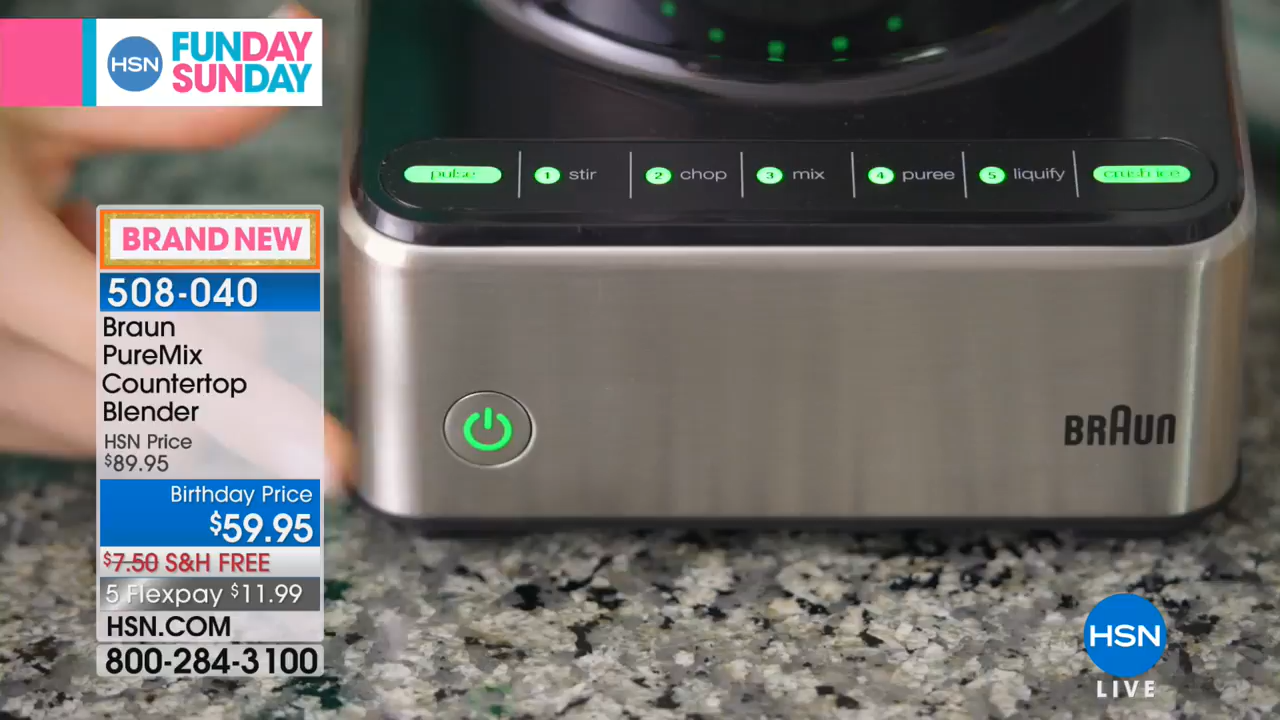 HSN
FUNDAY
SUNDAY
BRAND NEW
508-040
Braun
PureMix
Countertop
Blender
HSN Price
$89.95
Birthday Price
$59.95
$7.50 S&H FREE
5 Flexpay $11.99
HSN.COM
800-284-3100
pulse 1 stir 2 chop 3 mix 4 puree 5 liquify crush ice
BRAUN
HSN
LIVE